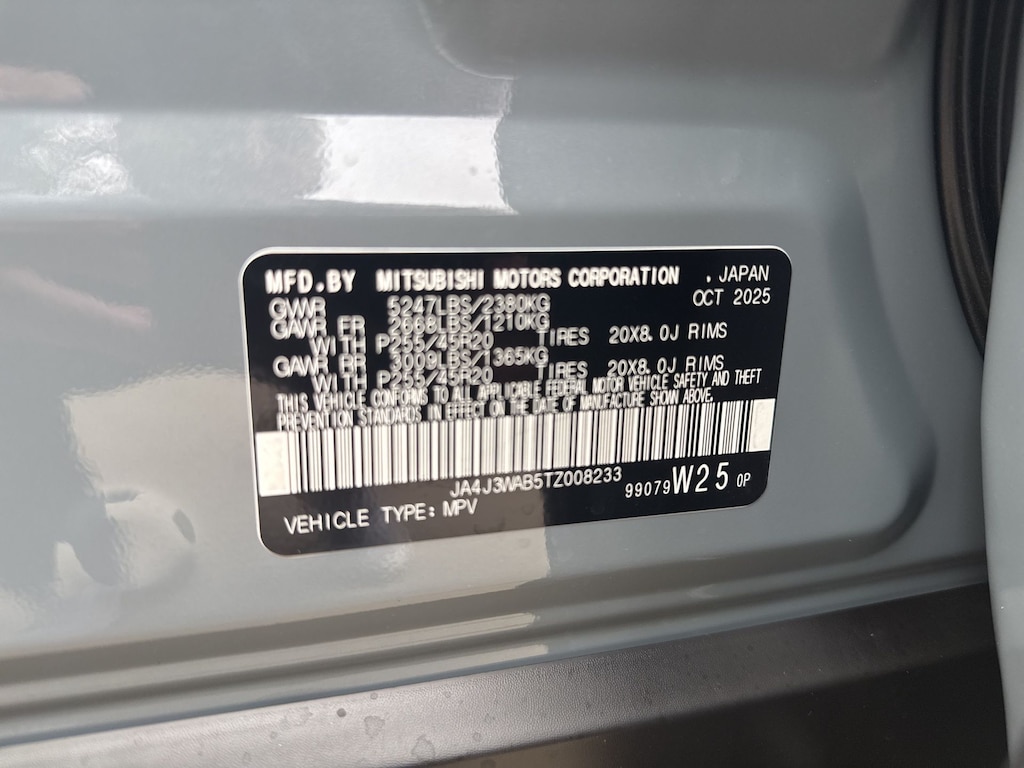 MFD.BY MITSUBISHI MOTORS CORPORATION , JAPAN
OCT 2025
GVWR 5247LBS/2380KG
GAWR FR 2668LBS/1210KG
WITH P255/45R20 TIRES 20X8.0J RIMS
GAWR RR 3009LBS/1365KG
WITH P255/45R20 TIRES 20X8.0J RIMS
THIS VEHICLE CONFORMS TO ALL APPLICABLE FEDERAL MOTOR VEHICLE SAFETY AND THEFT
PREVENTION STANDARDS IN EFFECT ON THE DATE OF MANUFACTURE SHOWN ABOVE.
JA4J3WAB5TZ008233
99079 W25 0P
VEHICLE TYPE: MPV